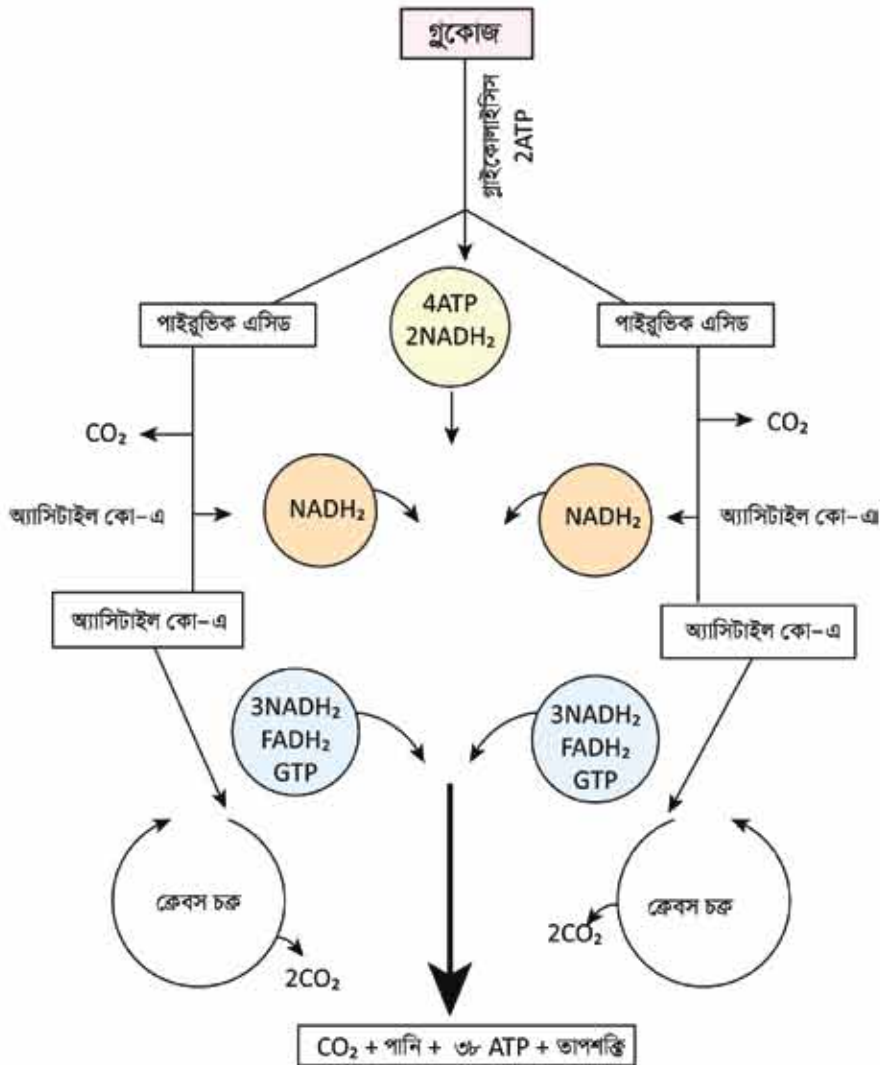 গ্লুকোজ
গ্লাইকোলাইসিস
2ATP
পাইরুভিক এসিড
4ATP
2NADH₂
পাইরুভিক এসিড
CO₂
CO₂
অ্যাসিটাইল কো-এ
NADH₂
NADH₂
অ্যাসিটাইল কো-এ
অ্যাসিটাইল কো-এ
অ্যাসিটাইল কো-এ
3NADH₂
FADH₂
GTP
3NADH₂
FADH₂
GTP
ক্রেবস চক্র
ক্রেবস চক্র
2CO₂
2CO₂
CO₂ + পানি + ৩৮ ATP + তাপশক্তি